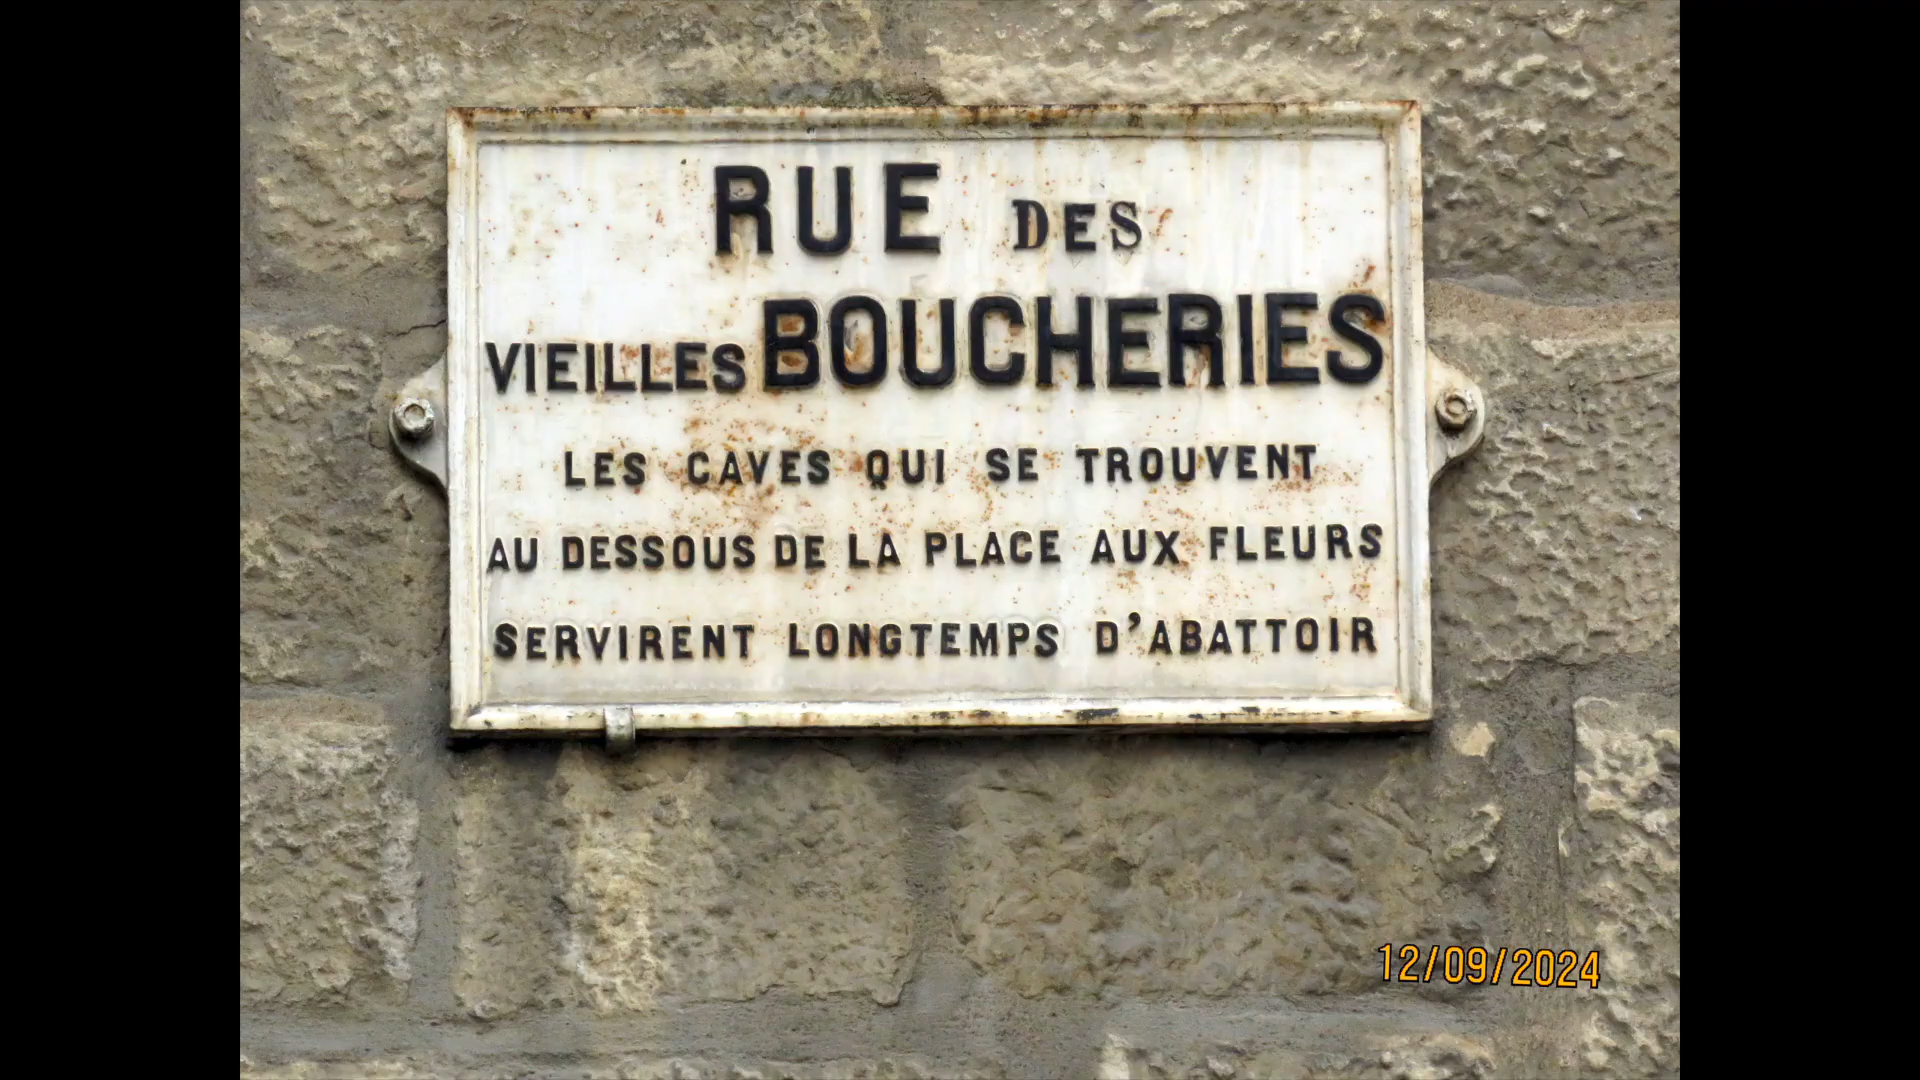 RUE DES
VIEILLES BOUCHERIES
LES CAVES QUI SE TROUVENT
AU DESSOUS DE LA PLACE AUX FLEURS
SERVIRENT LONGTEMPS D'ABATTOIR
12/09/2024